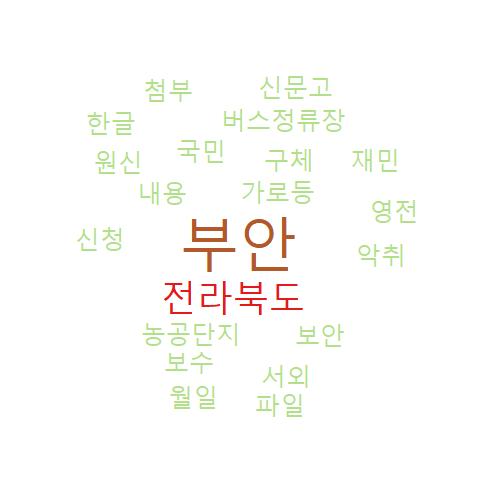 첨부 신문고
한글 버스정류장
원신 국민 구체 재민
내용 가로등
영전
신청 부안 악취
전라북도
농공단지 보안
보수
서외
월일 파일